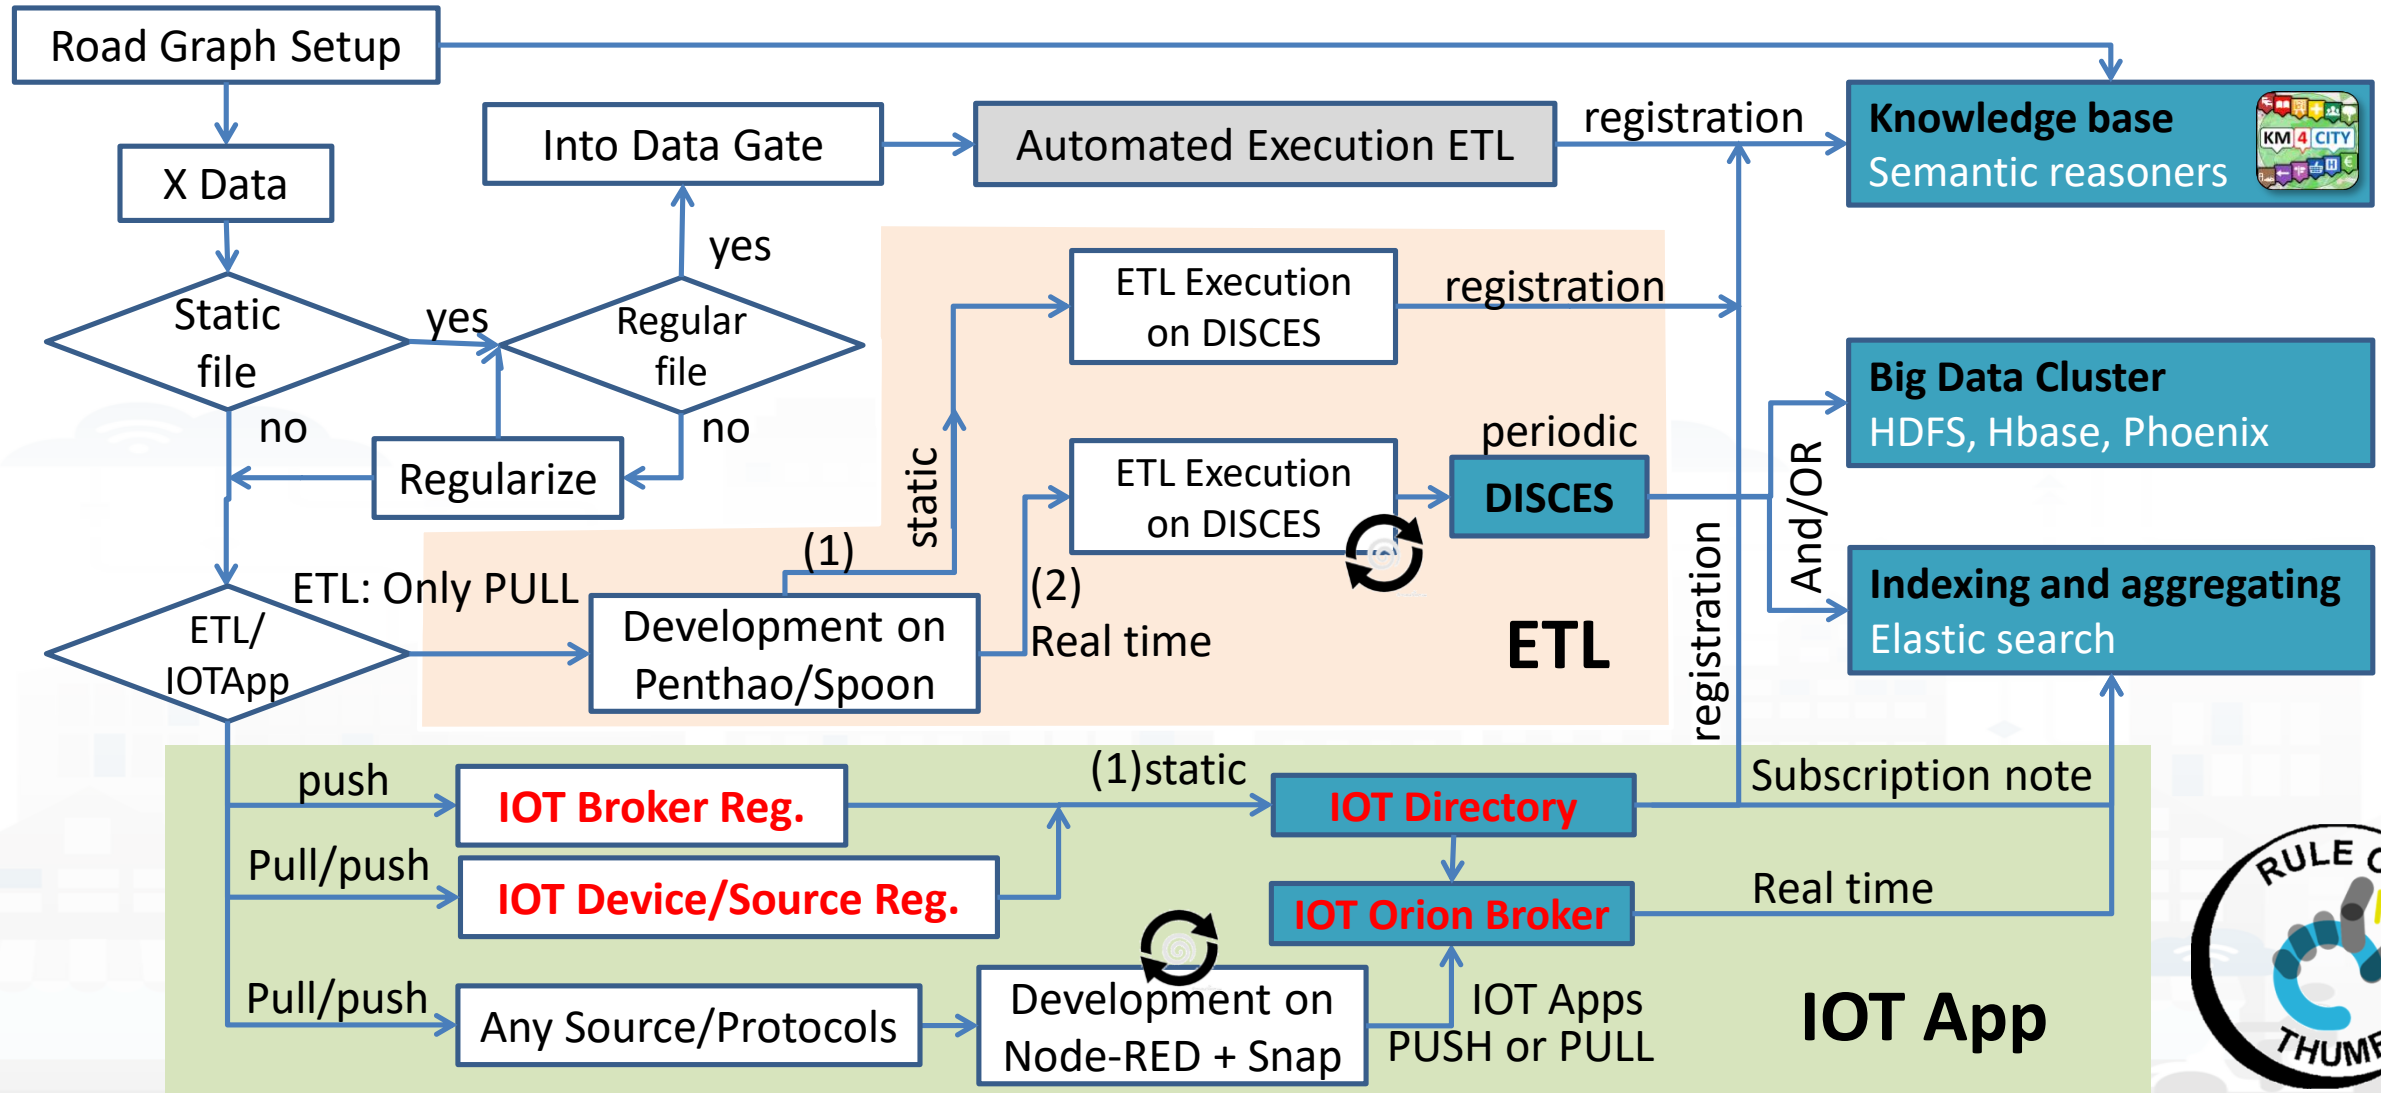 Road Graph Setup
X Data
Into Data Gate
Automated Execution ETL
registration
Knowledge base
Semantic reasoners
KM 4 CITY
Static
file
yes
Regular
file
yes
no
no
Regularize
ETL Execution
on DISCES
registration
static
ETL Execution
on DISCES
periodic
DISCES
And/OR
Big Data Cluster
HDFS, Hbase, Phoenix
Indexing and aggregating
Elastic search
ETL/
IOTApp
ETL: Only PULL
Development on
Penthao/Spoon
(1)
(2)
Real time
ETL
registration
push
IOT Broker Reg.
(1)static
IOT Directory
Subscription note
Pull/push
IOT Device/Source Reg.
IOT Orion Broker
Real time
Pull/push
Any Source/Protocols
Development on
Node-RED + Snap
IOT Apps
PUSH or PULL
IOT App
RULE